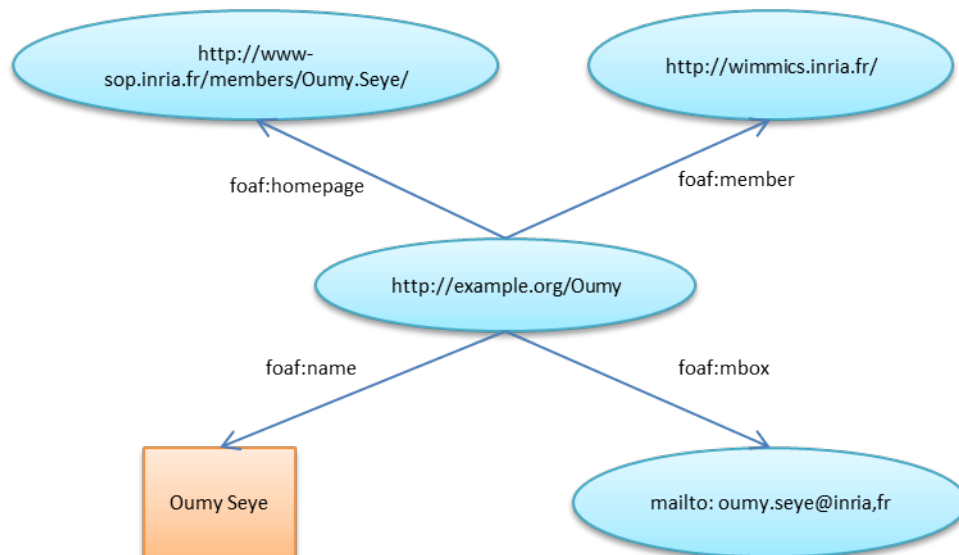 http://www-
sop.inria.fr/members/Oumy.Seye/
http://wimmics.inria.fr/
foaf:homepage
foaf:member
http://example.org/Oumy
foaf:name
foaf:mbox
Oumy Seye
mailto: oumy.seye@inria,fr